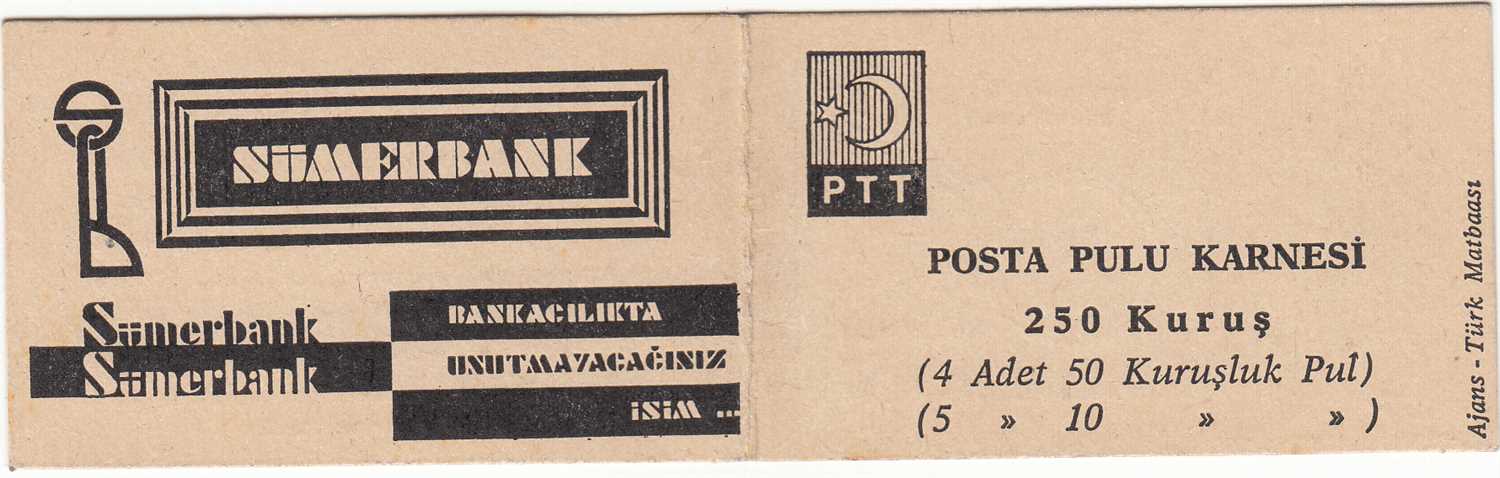 SÜMERBANK
Sümerbank
Sümerbank
BANKACILIKTA
UNUTMAYACAĞINIZ
İSİM ...
PTT
POSTA PULU KARNESİ
250 Kuruş
(4 Adet 50 Kuruşluk Pul)
(5 » 10 » » )
Ajans - Türk Matbaası